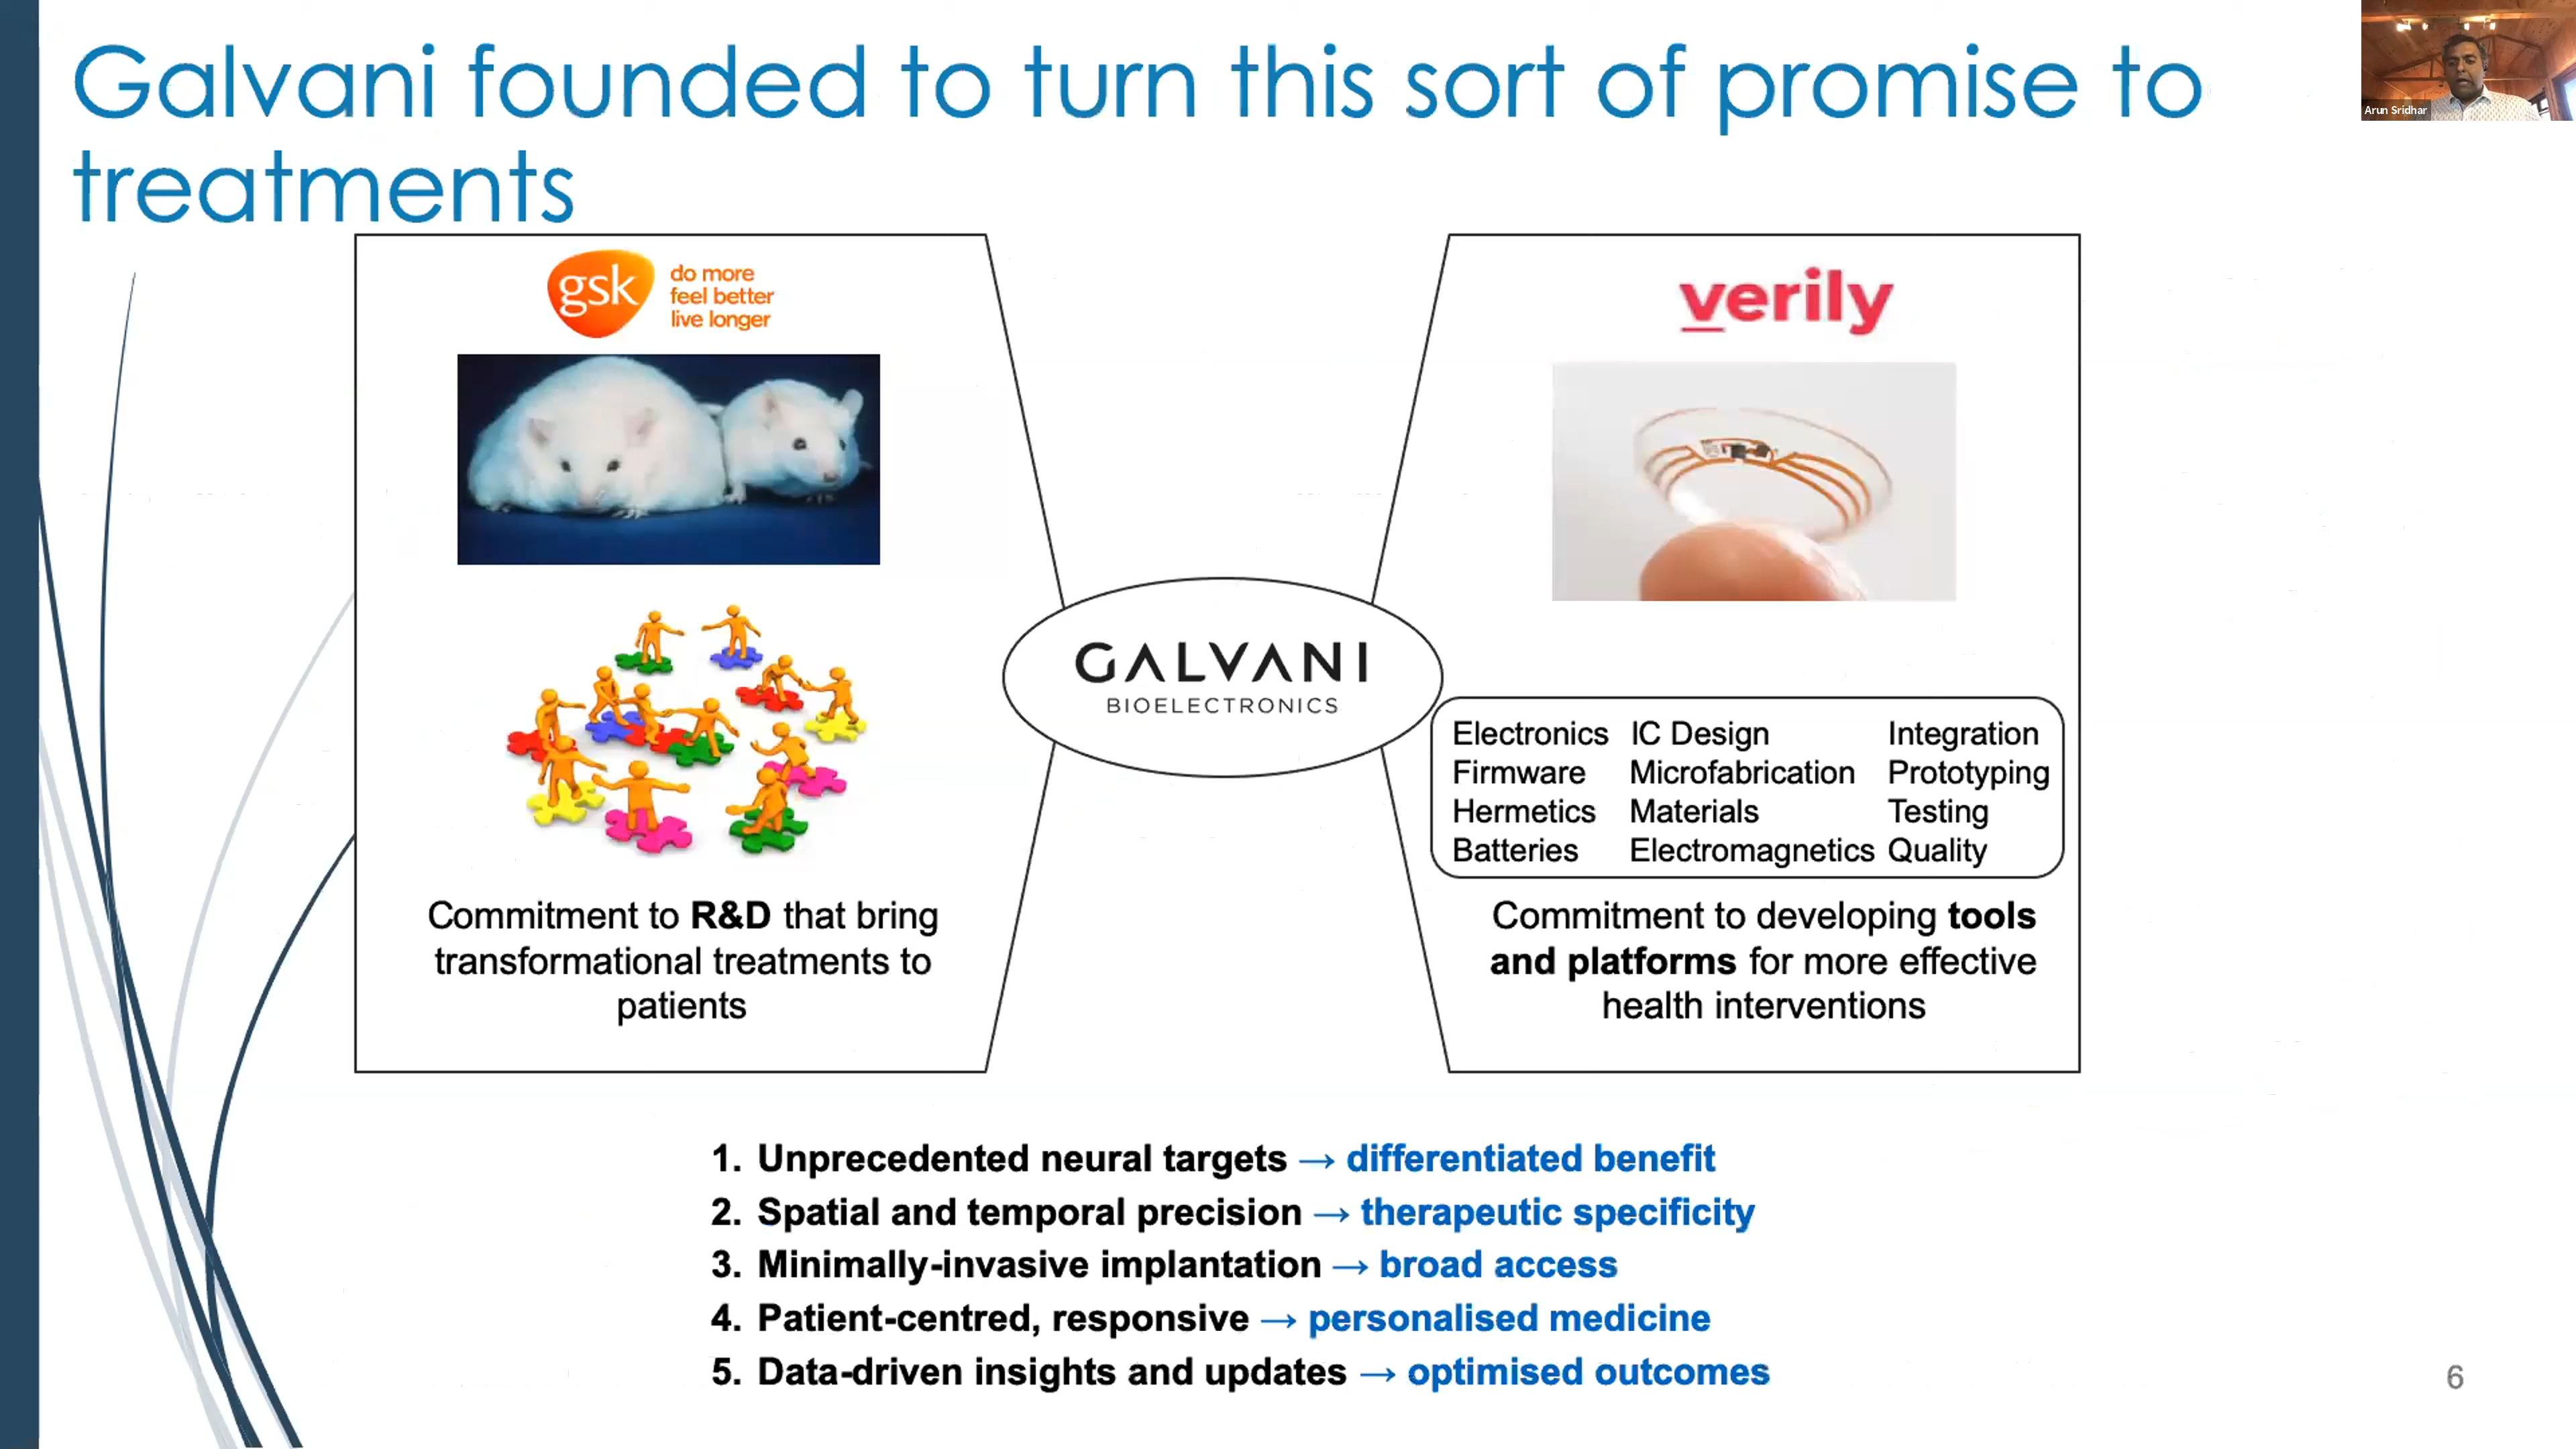 Galvani founded to turn this sort of promise to
treatments
Arun Sridhar
gsk
do more
feel better
live longer
verily
GALVANI
BIOELECTRONICS
Electronics IC Design Integration
Firmware Microfabrication Prototyping
Hermetics Materials Testing
Batteries Electromagnetics Quality
Commitment to R&D that bring
transformational treatments to
patients
Commitment to developing tools
and platforms for more effective
health interventions
1. Unprecedented neural targets → differentiated benefit
2. Spatial and temporal precision → therapeutic specificity
3. Minimally-invasive implantation → broad access
4. Patient-centred, responsive → personalised medicine
5. Data-driven insights and updates → optimised outcomes
6